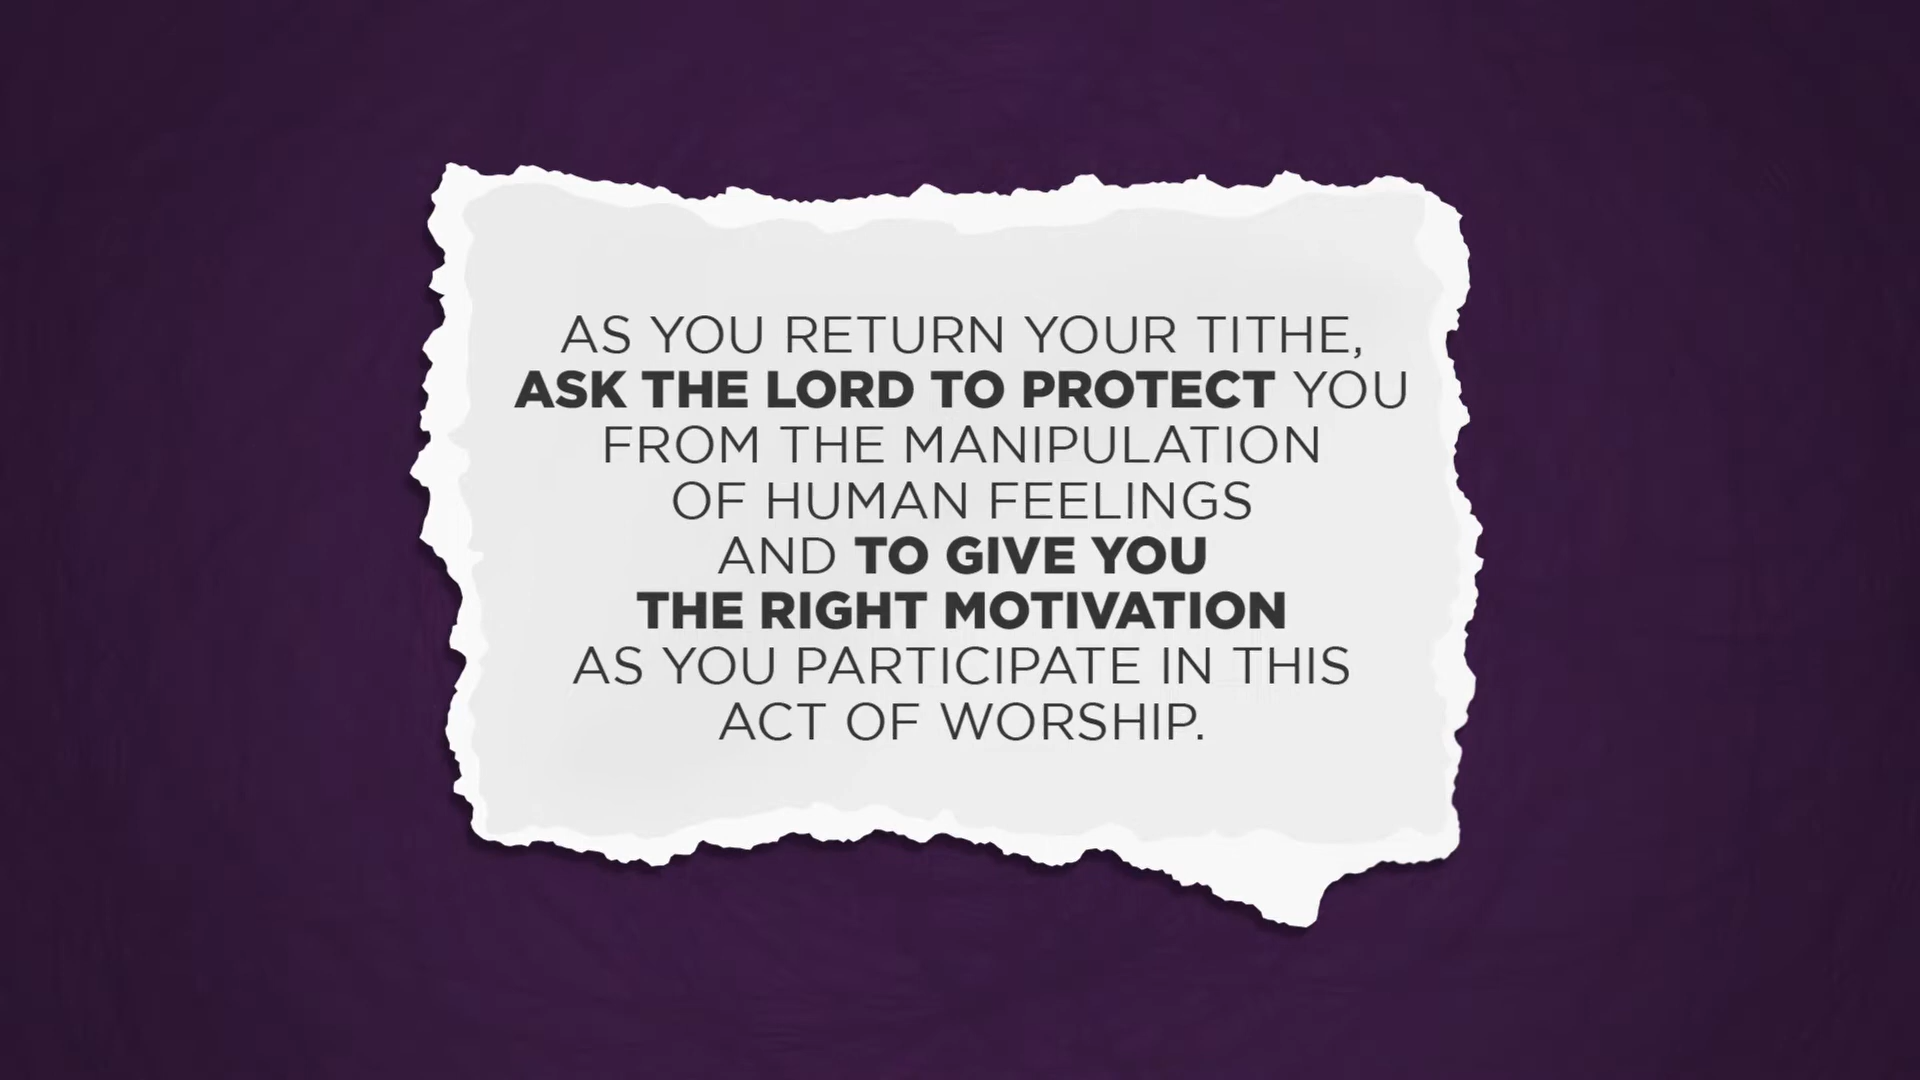 AS YOU RETURN YOUR TITHE,
ASK THE LORD TO PROTECT YOU
FROM THE MANIPULATION
OF HUMAN FEELINGS
AND TO GIVE YOU
THE RIGHT MOTIVATION
AS YOU PARTICIPATE IN THIS
ACT OF WORSHIP.